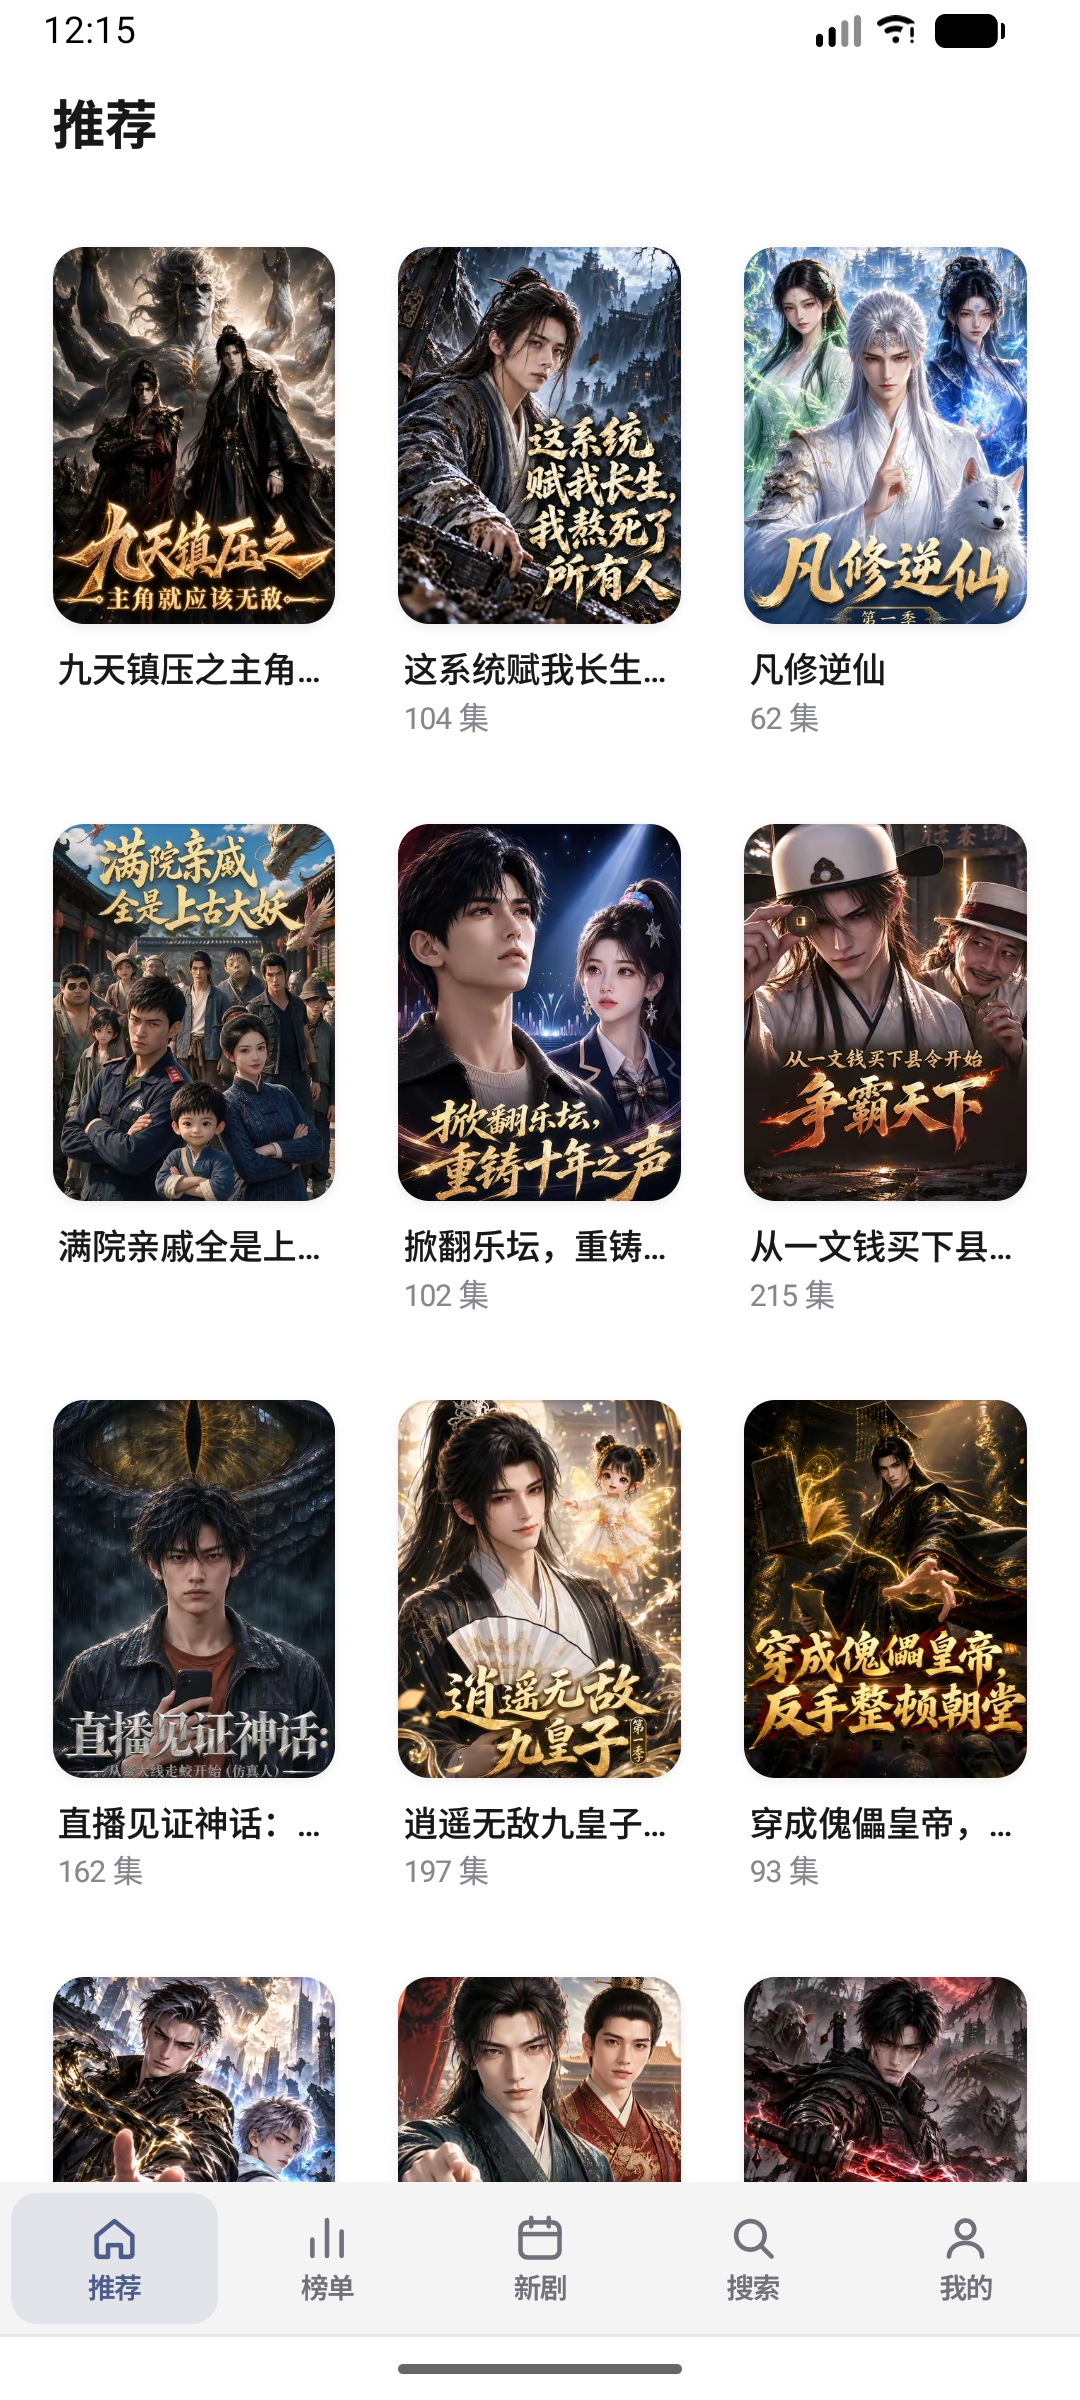 12:15
推荐
九天镇压之
主角就应该无敌
这系统
赋我长生,
我熬死了
所有人
凡修逆仙
第一季
九天镇压之主角...
这系统赋我长生...
凡修逆仙
104 集
62 集
满院亲戚
全是上古大妖
掀翻乐坛,
重铸十年之声
从一文钱买下县令开始
争霸天下
满院亲戚全是上...
掀翻乐坛，重铸...
从一文钱买下县...
102 集
215 集
直播见证神话:
逍遥无敌
九皇子
第一季
穿成傀儡皇帝,
反手整顿朝堂
直播见证神话：...
逍遥无敌九皇子...
穿成傀儡皇帝，...
162 集
197 集
93 集
推荐
榜单
新剧
搜索
我的